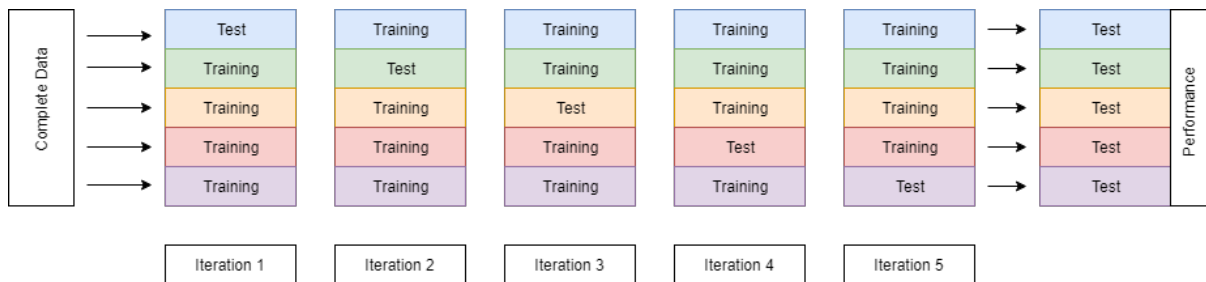 Complete Data
Test Training Training Training Training Test
Training Test Training Training Training Test
Training Training Test Training Training Test
Training Training Training Test Training Test
Training Training Training Training Test Test
Performance
Iteration 1 Iteration 2 Iteration 3 Iteration 4 Iteration 5